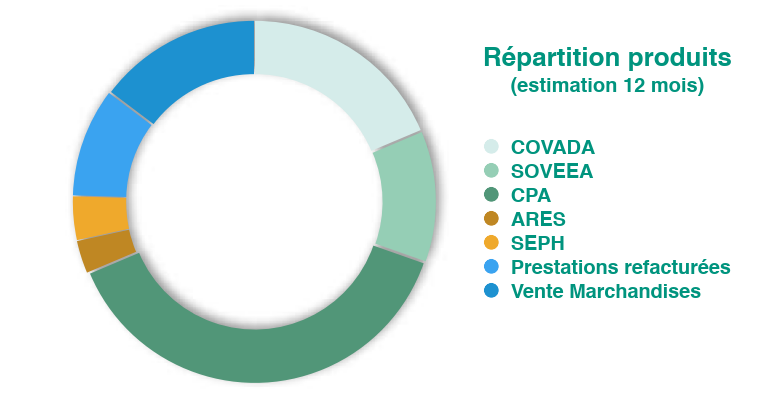 Répartition produits
(estimation 12 mois)
COVADA
SOVEEA
CPA
ARES
SEPH
Prestations refacturées
Vente Marchandises